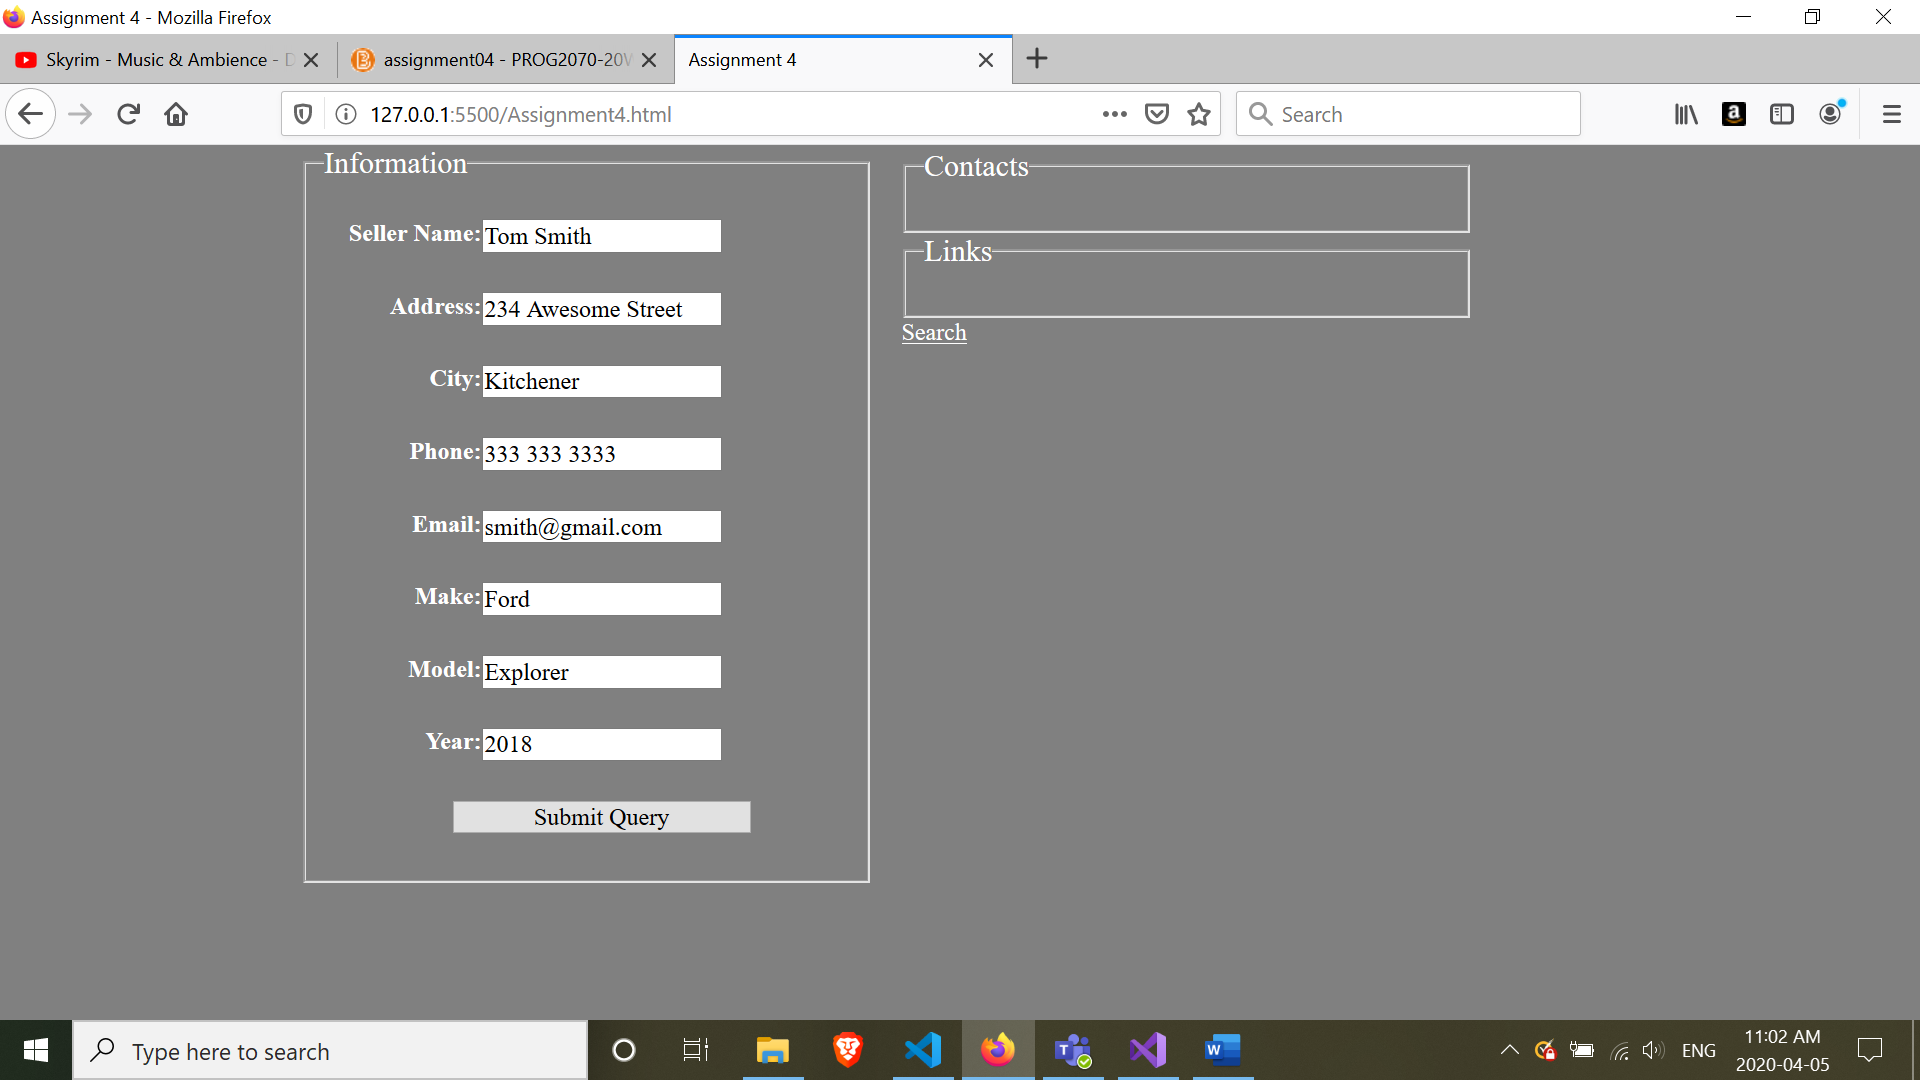 Assignment 4 - Mozilla Firefox
Skyrim - Music & Ambience -
assignment04 - PROG2070-20W
Assignment 4
127.0.0.1:5500/Assignment4.html
Search
Information
Seller Name: Tom Smith
Address: 234 Awesome Street
City: Kitchener
Phone: 333 333 3333
Email: smith@gmail.com
Make: Ford
Model: Explorer
Year: 2018
Submit Query
Contacts
Links
Search
Type here to search
ENG
11:02 AM
2020-04-05